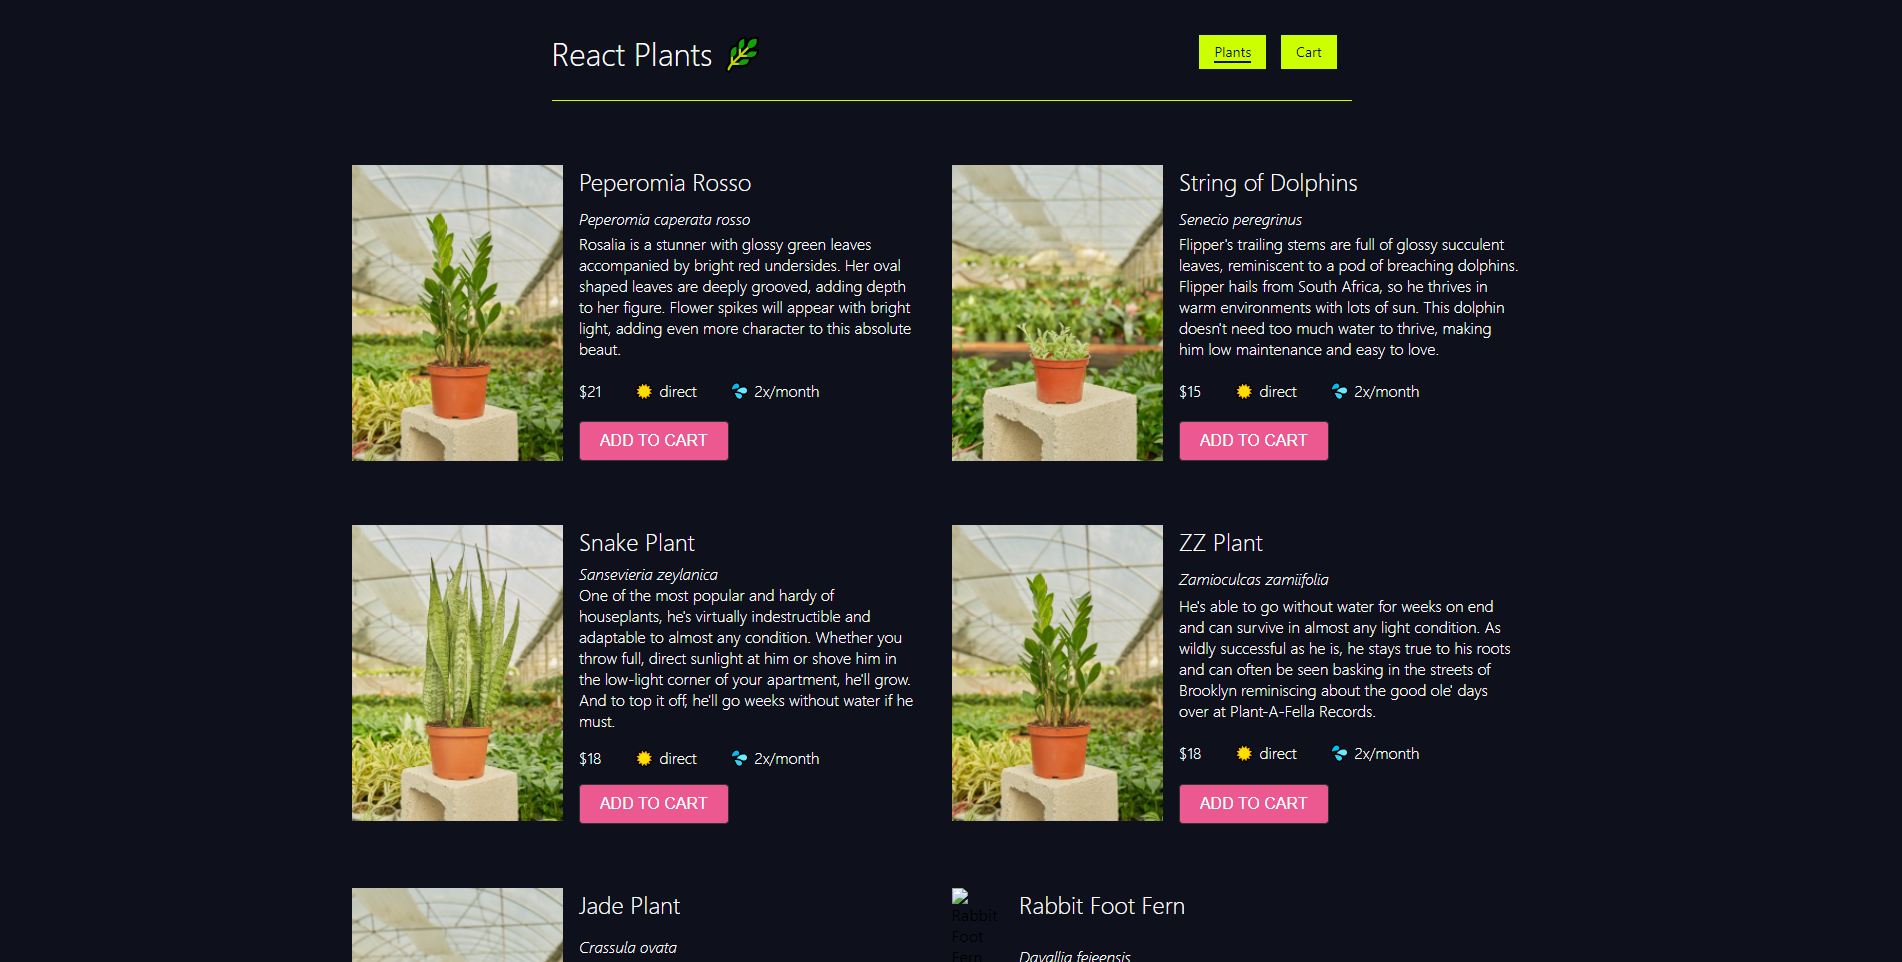 React Plants
Plants
Cart
Peperomia Rosso
Peperomia caperata rosso
Rosalia is a stunner with glossy green leaves
accompanied by bright red undersides. Her oval
shaped leaves are deeply grooved, adding depth
to her figure. Flower spikes will appear with bright
light, adding even more character to this absolute
beaut.
$21 direct 2x/month
ADD TO CART
String of Dolphins
Senecio peregrinus
Flipper's trailing stems are full of glossy succulent
leaves, reminiscent to a pod of breaching dolphins.
Flipper hails from South Africa, so he thrives in
warm environments with lots of sun. This dolphin
doesn't need too much water to thrive, making
him low maintenance and easy to love.
$15 direct 2x/month
ADD TO CART
Snake Plant
Sansevieria zeylanica
One of the most popular and hardy of
houseplants, he's virtually indestructible and
adaptable to almost any condition. Whether you
throw full, direct sunlight at him or shove him in
the low-light corner of your apartment, he'll grow.
And to top it off, he'll go weeks without water if he
must.
$18 direct 2x/month
ADD TO CART
ZZ Plant
Zamioculcas zamiifolia
He's able to go without water for weeks on end
and can survive in almost any light condition. As
wildly successful as he is, he stays true to his roots
and can often be seen basking in the streets of
Brooklyn reminiscing about the good ole' days
over at Plant-A-Fella Records.
$18 direct 2x/month
ADD TO CART
Jade Plant
Crassula ovata
Rabbit
Foot
Fern
Rabbit Foot Fern
Davallia fejeensis